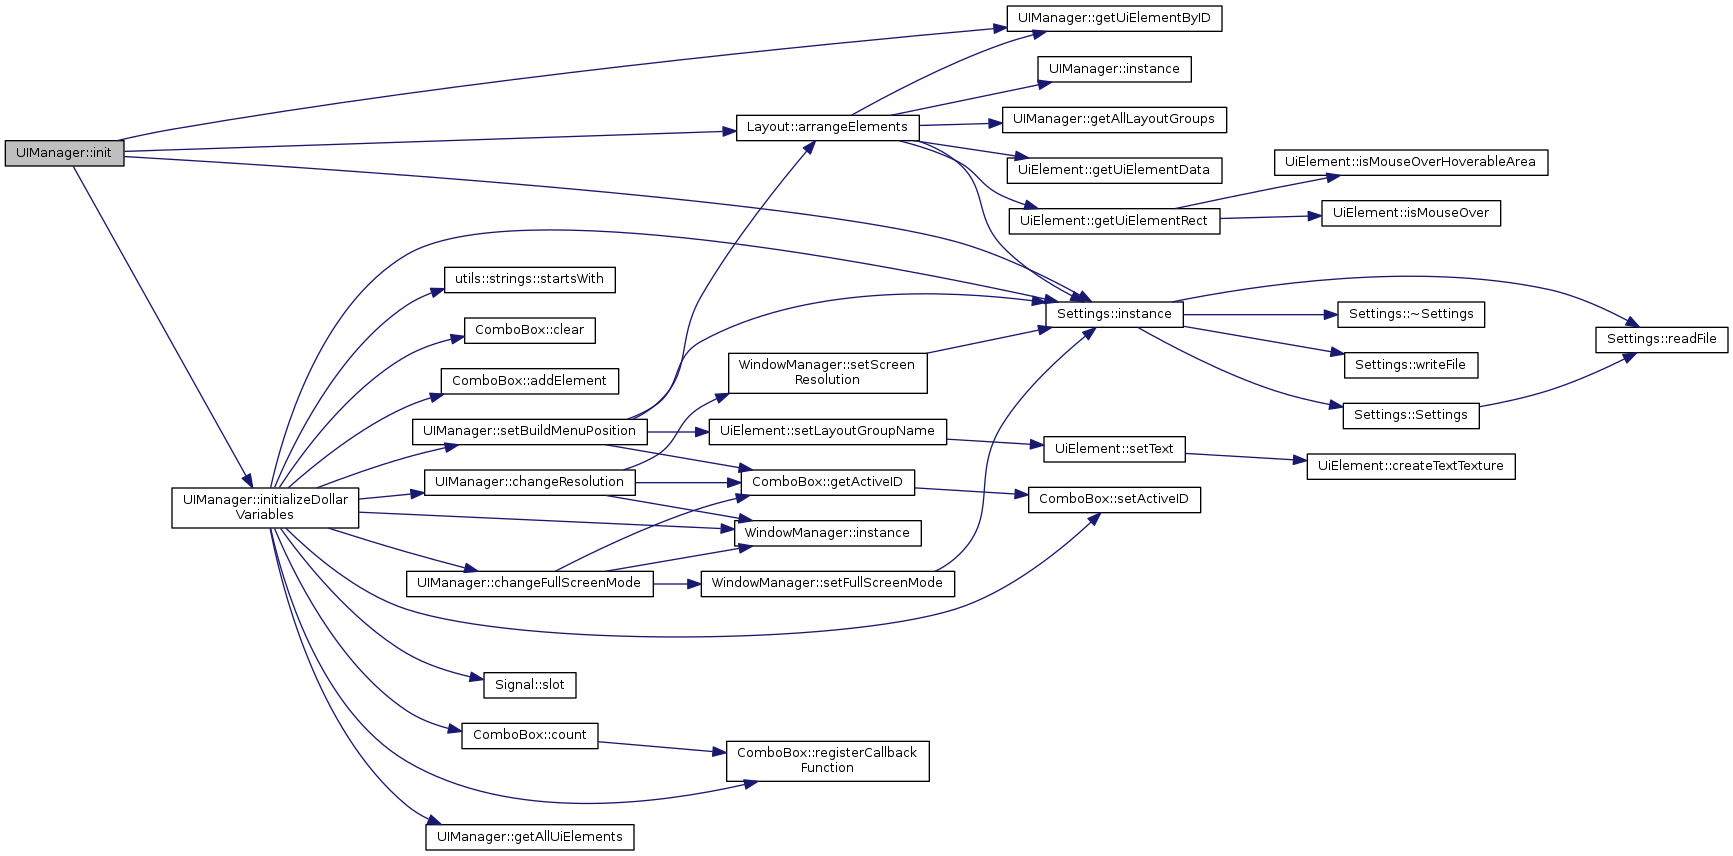 UIManager::getUiElementByID
UIManager::instance
UIManager::getAllLayoutGroups
Layout::arrangeElements
UIManager::init
UiElement::getUiElementData
UiElement::isMouseOverHoverableArea
UiElement::getUiElementRect
UiElement::isMouseOver
utils::strings::startsWith
Settings::instance
Settings::~Settings
ComboBox::clear
Settings::readFile
WindowManager::setScreen
Resolution
Settings::writeFile
ComboBox::addElement
Settings::Settings
UIManager::setBuildMenuPosition
UiElement::setLayoutGroupName
UiElement::setText
UiElement::createTextTexture
UIManager::changeResolution
ComboBox::getActiveID
ComboBox::setActiveID
UIManager::initializeDollar
Variables
WindowManager::instance
UIManager::changeFullScreenMode
WindowManager::setFullScreenMode
Signal::slot
ComboBox::count
ComboBox::registerCallback
Function
UIManager::getAllUiElements